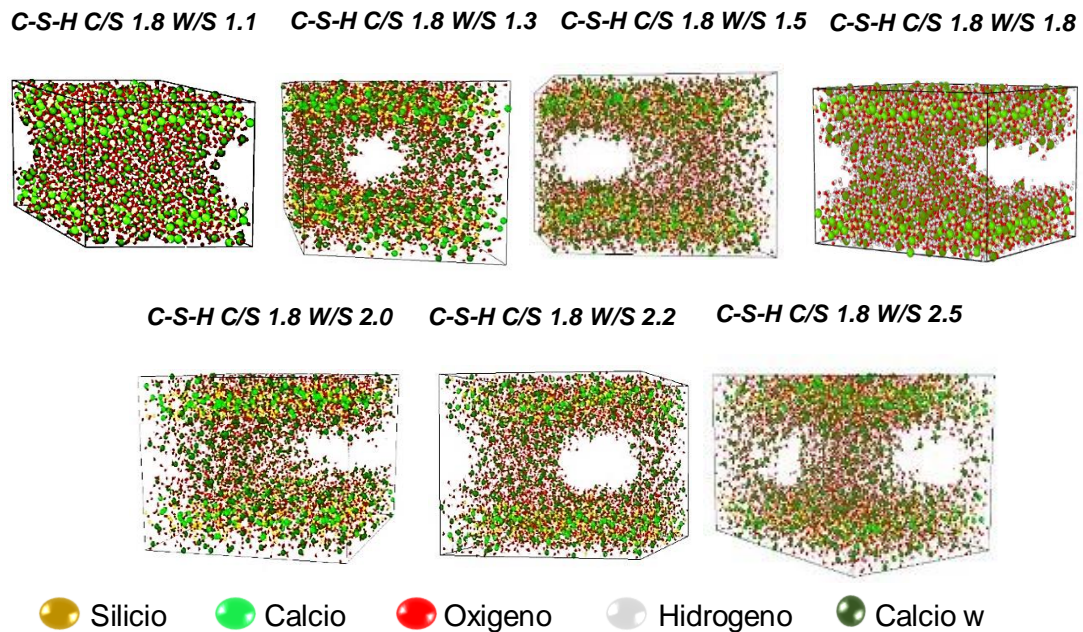 C-S-H C/S 1.8 W/S 1.1 C-S-H C/S 1.8 W/S 1.3 C-S-H C/S 1.8 W/S 1.5 C-S-H C/S 1.8 W/S 1.8
C-S-H C/S 1.8 W/S 2.0 C-S-H C/S 1.8 W/S 2.2 C-S-H C/S 1.8 W/S 2.5
Silicio Calcio Oxigeno Hidrogeno Calcio w